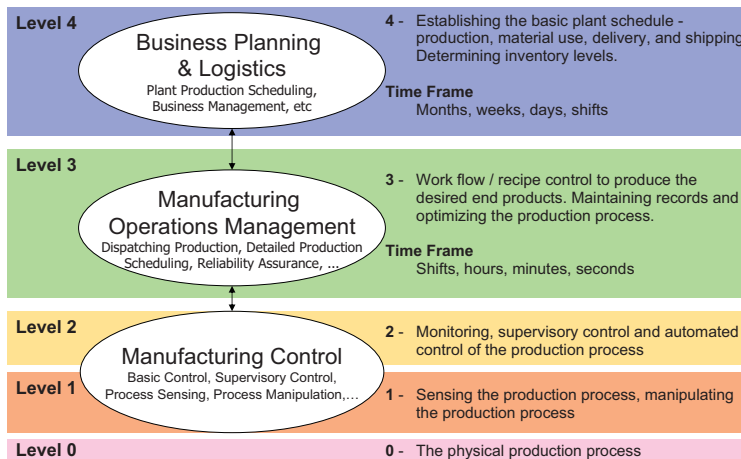 Level 4
Business Planning
& Logistics
Plant Production Scheduling,
Business Management, etc
4 - Establishing the basic plant schedule -
production, material use, delivery, and shipping.
Determining inventory levels.
Time Frame
Months, weeks, days, shifts
Level 3
Manufacturing
Operations Management
Dispatching Production, Detailed Production
Scheduling, Reliability Assurance, ...
3 - Work flow / recipe control to produce the
desired end products. Maintaining records and
optimizing the production process.
Time Frame
Shifts, hours, minutes, seconds
Level 2
Manufacturing Control
Basic Control, Supervisory Control,
Process Sensing, Process Manipulation,...
2 - Monitoring, supervisory control and automated
control of the production process
Level 1
1 - Sensing the production process, manipulating
the production process
Level 0
0 - The physical production process